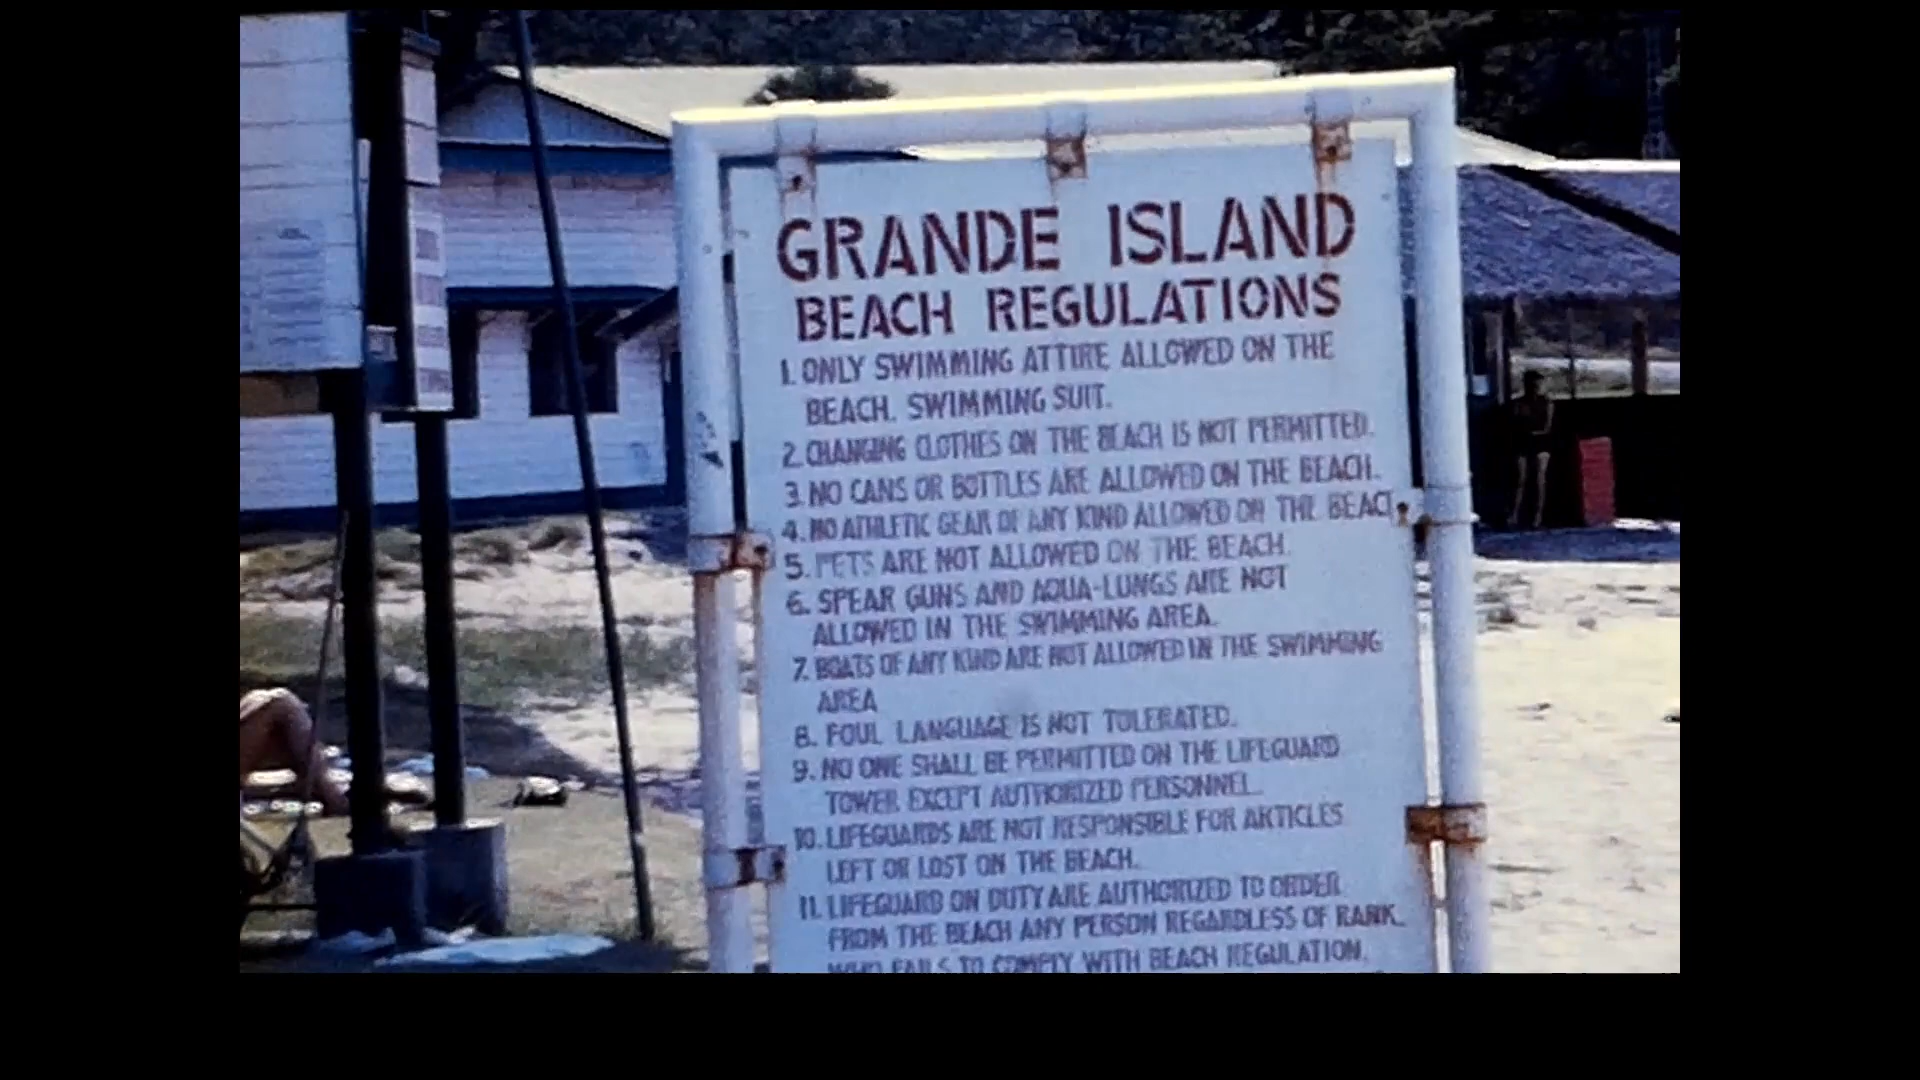 GRANDE ISLAND
BEACH REGULATIONS
1. ONLY SWIMMING ATTIRE ALLOWED ON THE
BEACH. SWIMMING SUIT.
2. CHANGING CLOTHES ON THE BEACH IS NOT PERMITTED.
3. NO CANS OR BOTTLES ARE ALLOWED ON THE BEACH.
4. NO ATHLETIC GEAR OF ANY KIND ALLOWED ON THE BEACH
5. PETS ARE NOT ALLOWED ON THE BEACH.
6. SPEAR GUNS AND AQUA-LUNGS ARE NOT
ALLOWED IN THE SWIMMING AREA.
7. BOATS OF ANY KIND ARE NOT ALLOWED IN THE SWIMMING
AREA
8. FOUL LANGUAGE IS NOT TOLERATED.
9. NO ONE SHALL BE PERMITTED ON THE LIFEGUARD
TOWER EXCEPT AUTHORIZED PERSONNEL.
10. LIFEGUARDS ARE NOT RESPONSIBLE FOR ARTICLES
LEFT OR LOST ON THE BEACH.
11. LIFEGUARD ON DUTY ARE AUTHORIZED TO ORDER
FROM THE BEACH ANY PERSON REGARDLESS OF RANK.
WHO FAILS TO COMPLY WITH BEACH REGULATION.